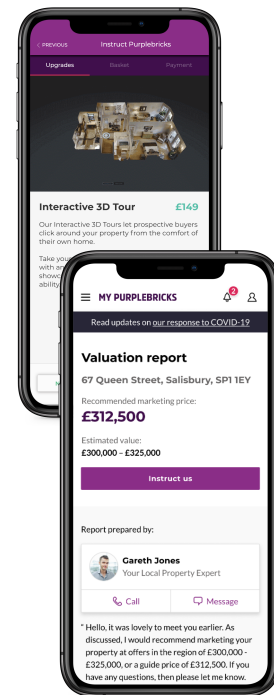 PREVIOUS
Instruct Purplebricks
Upgrades
Basket
Payment
Interactive 3D Tour
£149
Our Interactive 3D Tours let prospective buyers
click around your property from the comfort of
their own home.
Take
with
ability
MY PURPLEBRICKS
2
Read updates on our response to COVID-19
Valuation report
67 Queen Street, Salisbury, SP1 1EY
Recommended marketing price:
£312,500
Estimated value:
£300,000 – £325,000
Instruct us
Report prepared by:
Gareth Jones
Your Local Property Expert
Call
Message
“ Hello, it was lovely to meet you earlier. As
discussed, I would recommend marketing your
property at offers in the region of £300,000 -
£325,000, or a guide price of £312,500. If you
have any questions, then please let me know.